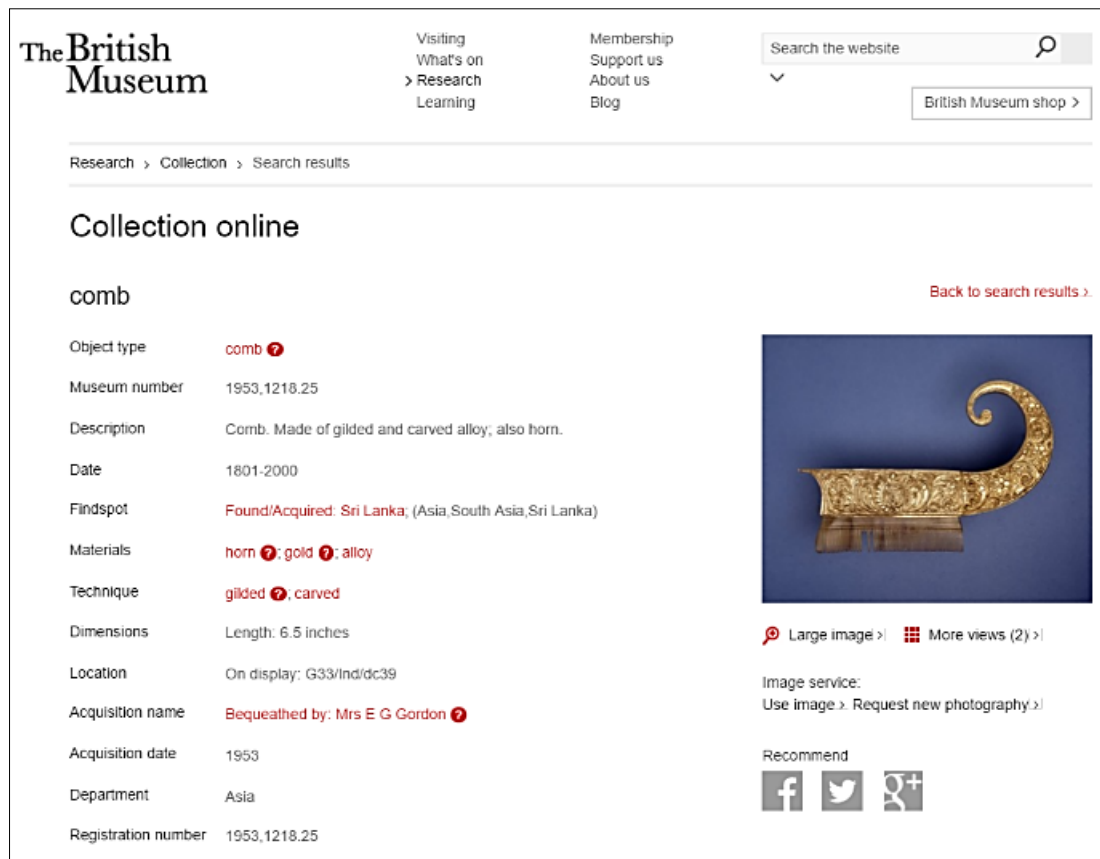 The British
Museum
Visiting
What's on
> Research
Learning
Membership
Support us
About us
Blog
Search the website
British Museum shop >
Research > Collection > Search results
Collection online
comb
Back to search results >
Object type comb ?
Museum number 1953,1218.25
Description Comb. Made of gilded and carved alloy; also horn.
Date 1801-2000
Findspot Found/Acquired: Sri Lanka; (Asia,South Asia,Sri Lanka)
Materials horn ?; gold ?; alloy
Technique gilded ?; carved
Dimensions Length: 6.5 inches
Location On display: G33/Ind/dc39
Acquisition name Bequeathed by: Mrs E G Gordon ?
Acquisition date 1953
Department Asia
Registration number 1953,1218.25
Large image > More views (2) >
Image service:
Use image > Request new photography >
Recommend
f g+